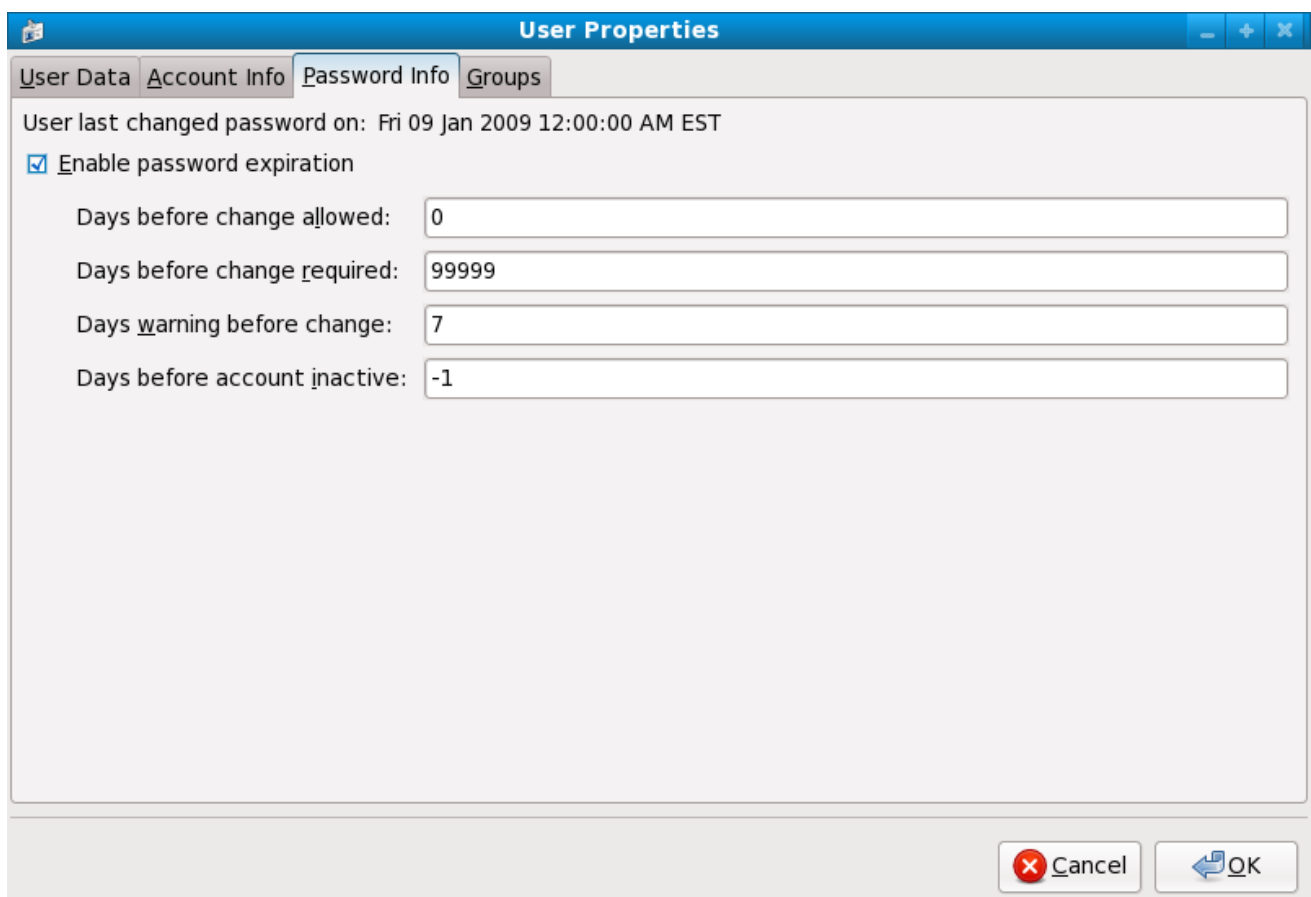 User Properties
User Data Account Info Password Info Groups
User last changed password on: Fri 09 Jan 2009 12:00:00 AM EST
Enable password expiration
Days before change allowed: 0
Days before change required: 99999
Days warning before change: 7
Days before account inactive: -1
Cancel OK